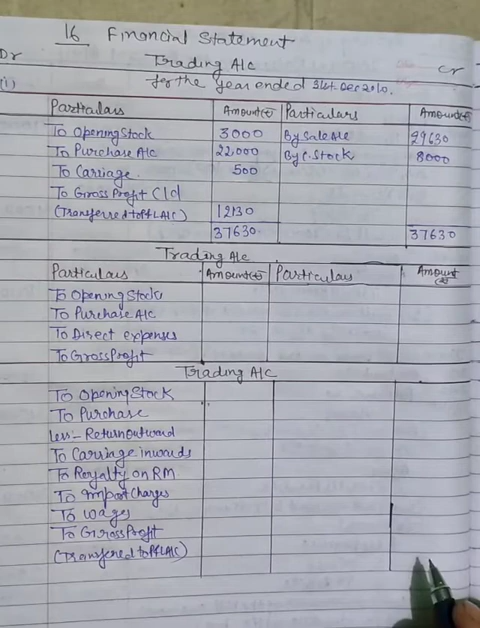 16 Financial Statement
Dr Trading A/c Cr
(i) for the year ended 31st Dec 2010.
Particulars Amount(₹) Particulars Amount(₹)
To Opening Stock 3000 By Sale A/c 29630
To Purchase A/c 22000 By C. Stock 8000
To Carriage. 500
To Gross Profit C/d
(Transferred to P&L A/C) 12130
37630 37630
Trading A/c
Particulars Amount(₹) Particulars Amount (₹)
To Opening Stock
To Purchase A/C
To Direct expenses
To Gross Profit
Trading A/C
To Opening Stock
To Purchase
Less:- Return outward
To Carriage inwards
To Royalty on RM
To Import Charges
To wages
To Gross Profit
(Transferred to P&L A/C)